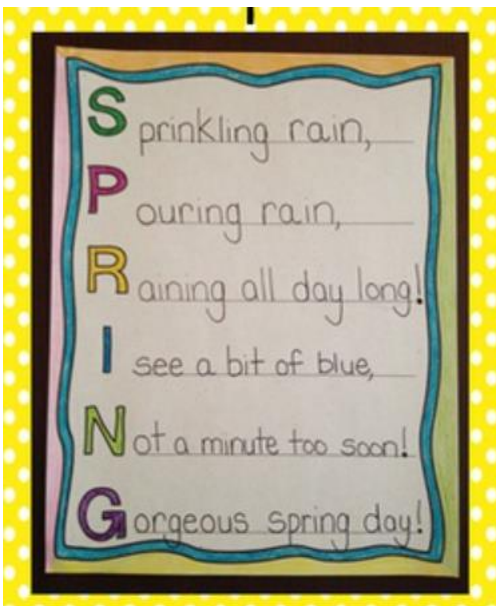 Sprinkling rain,
Pouring rain,
Raining all day long!
I see a bit of blue,
Not a minute too soon!
Gorgeous spring day!